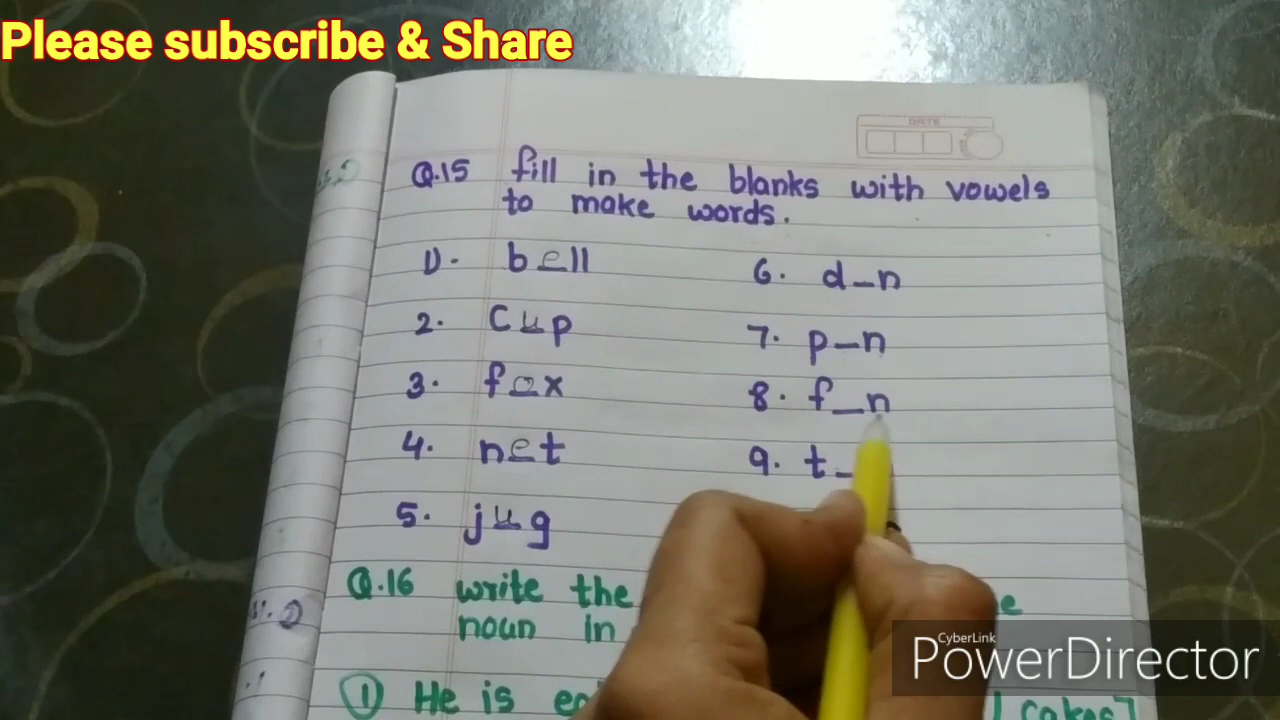 Please subscribe & Share
DATE
Q.15 fill in the blanks with vowels
to make words.
1). bell
2. Cup
3. fox
4. net
5. jug
6. d_n
7. p_n
8. f_n
9. t_
Q.16 write the
noun in
① He is
cakes]
CyberLink
PowerDirector